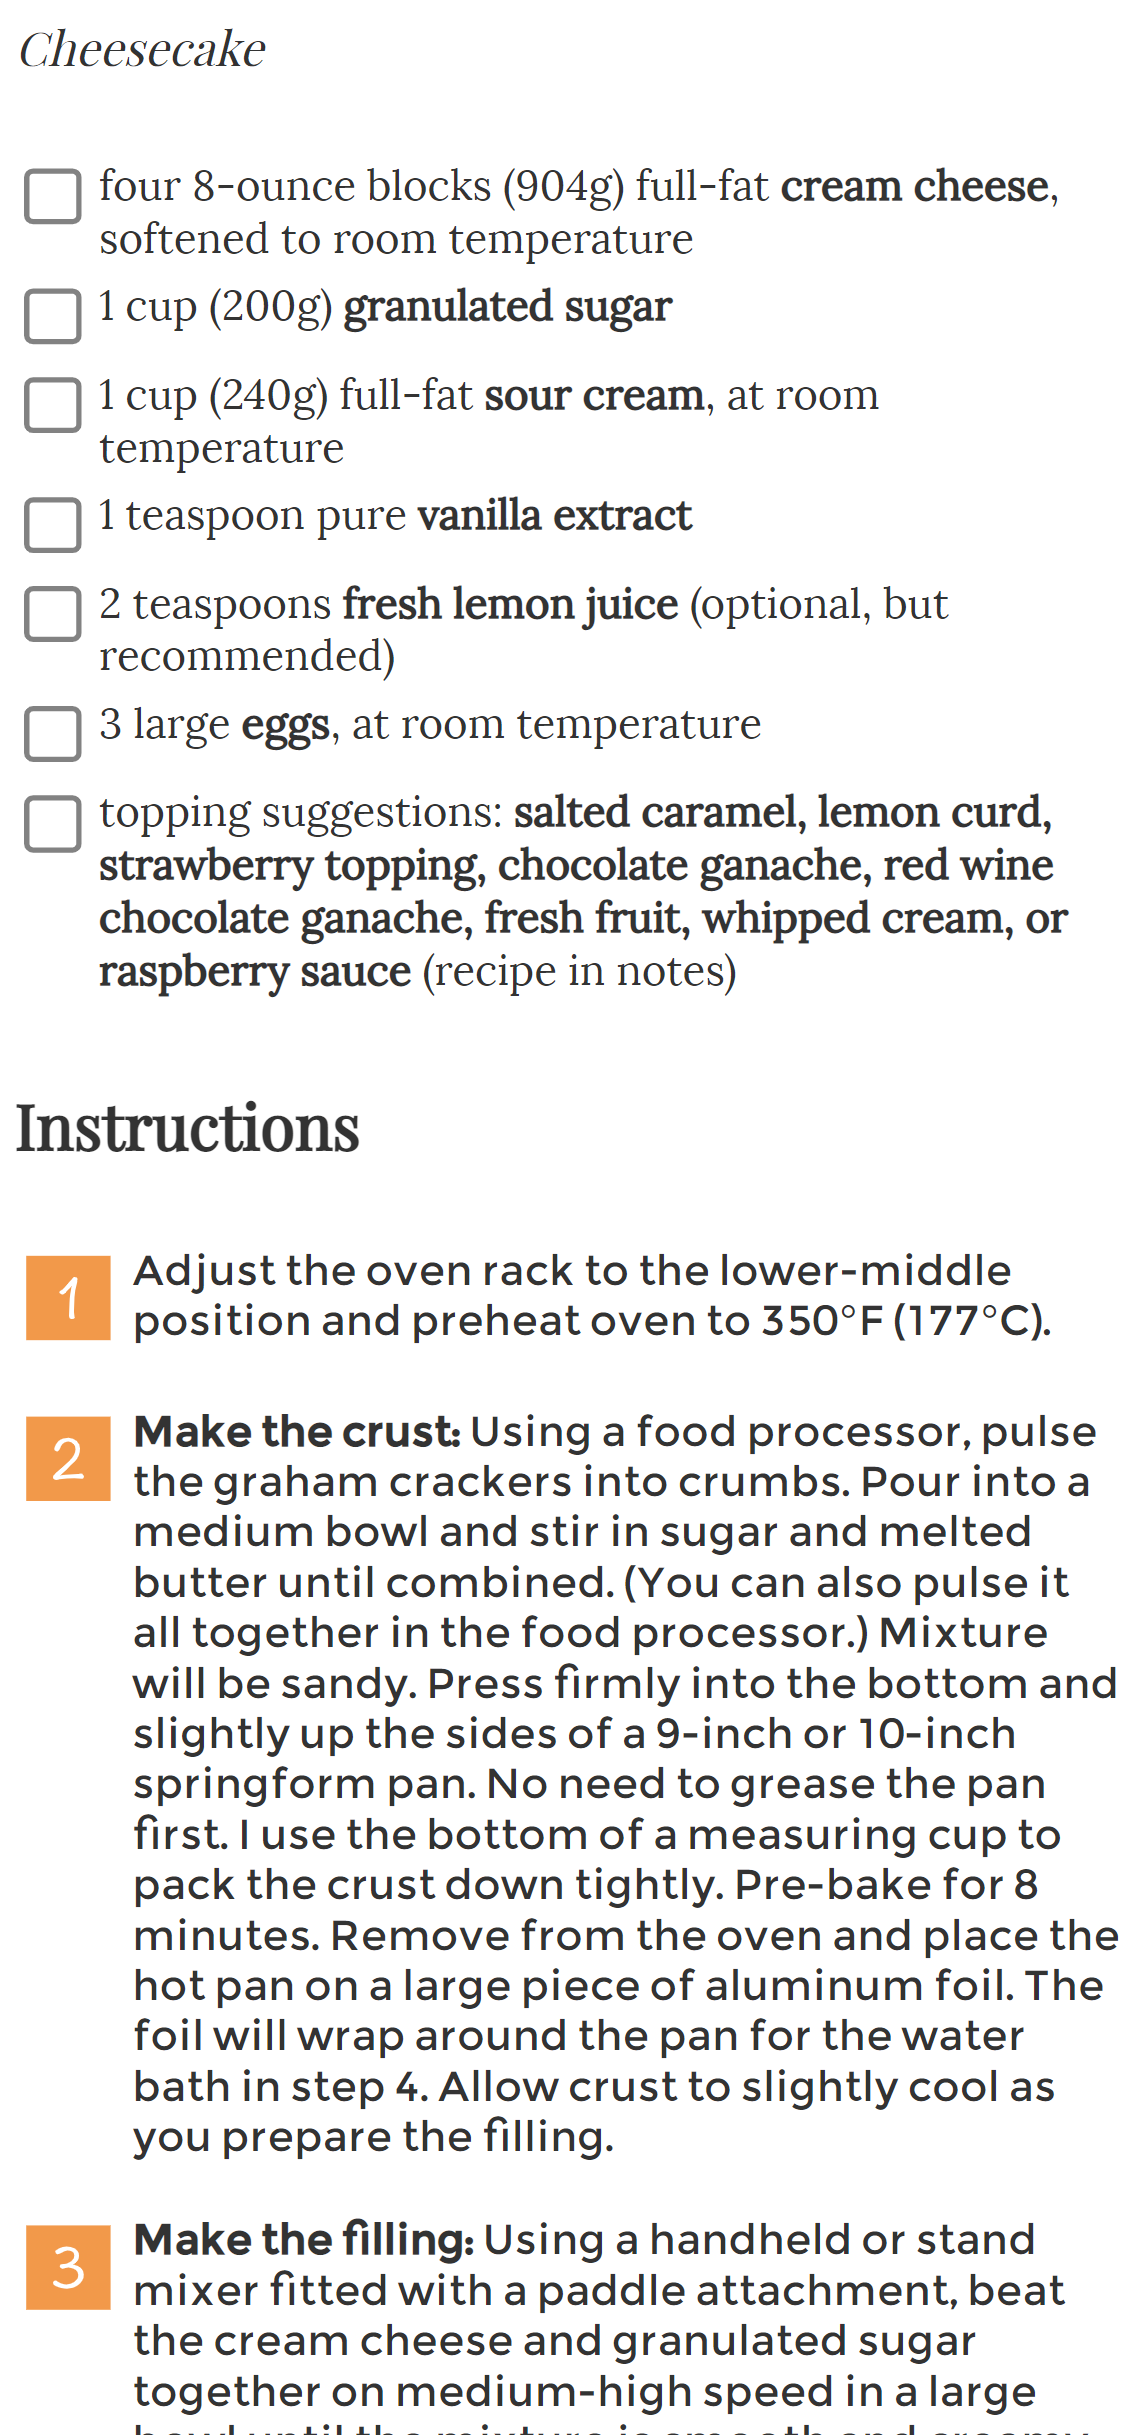 Cheesecake
four 8-ounce blocks (904g) full-fat cream cheese,
softened to room temperature
1 cup (200g) granulated sugar
1 cup (240g) full-fat sour cream, at room
temperature
1 teaspoon pure vanilla extract
2 teaspoons fresh lemon juice (optional, but
recommended)
3 large eggs, at room temperature
topping suggestions: salted caramel, lemon curd,
strawberry topping, chocolate ganache, red wine
chocolate ganache, fresh fruit, whipped cream, or
raspberry sauce (recipe in notes)
Instructions
1 Adjust the oven rack to the lower-middle
position and preheat oven to 350°F (177°C).
2 Make the crust: Using a food processor, pulse
the graham crackers into crumbs. Pour into a
medium bowl and stir in sugar and melted
butter until combined. (You can also pulse it
all together in the food processor.) Mixture
will be sandy. Press firmly into the bottom and
slightly up the sides of a 9-inch or 10-inch
springform pan. No need to grease the pan
first. I use the bottom of a measuring cup to
pack the crust down tightly. Pre-bake for 8
minutes. Remove from the oven and place the
hot pan on a large piece of aluminum foil. The
foil will wrap around the pan for the water
bath in step 4. Allow crust to slightly cool as
you prepare the filling.
3 Make the filling: Using a handheld or stand
mixer fitted with a paddle attachment, beat
the cream cheese and granulated sugar
together on medium-high speed in a large
bowl until the mixture is smooth and creamy